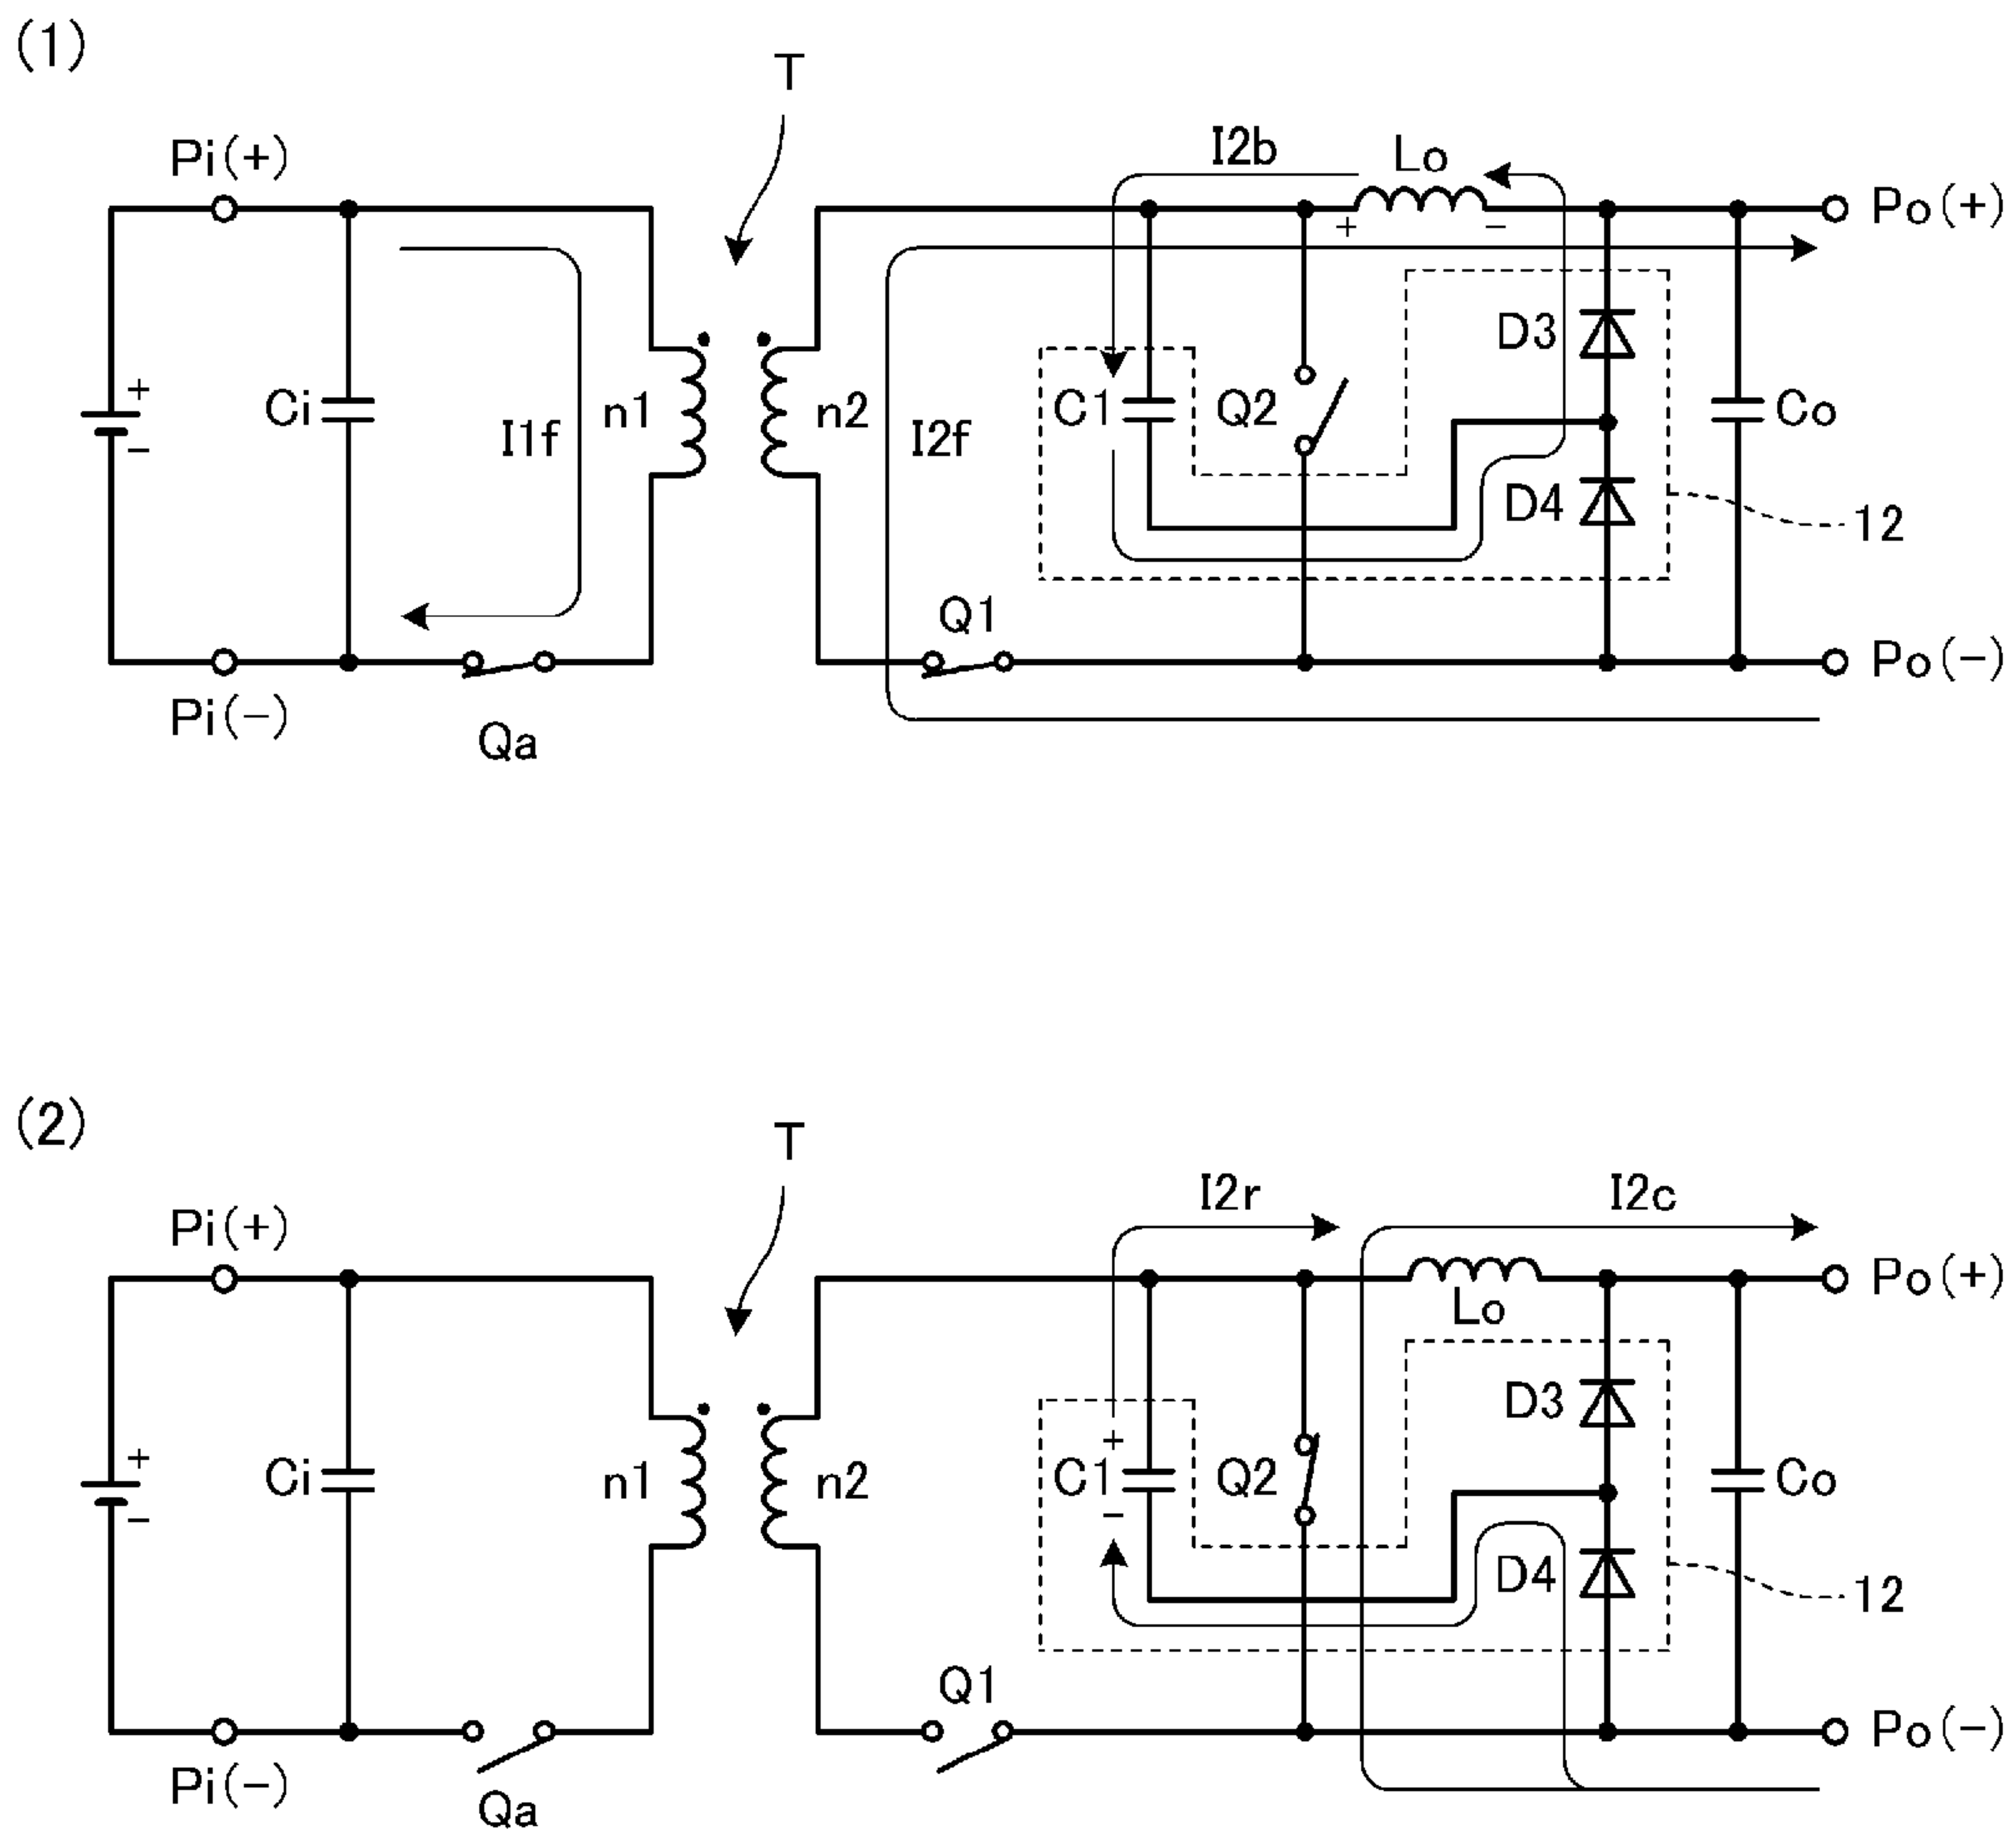 (1)
T
I2b
Lo
Pi(+)
Po(+)
+
−
D3
+
−
Ci
I1f
n1
n2
I2f
C1
Q2
Co
D4
12
Q1
Po(−)
Pi(−)
Qa
(2)
T
I2r
I2c
Pi(+)
Po(+)
Lo
D3
+
−
Ci
n1
n2
+
C1
−
Q2
Co
D4
12
Q1
Po(−)
Pi(−)
Qa